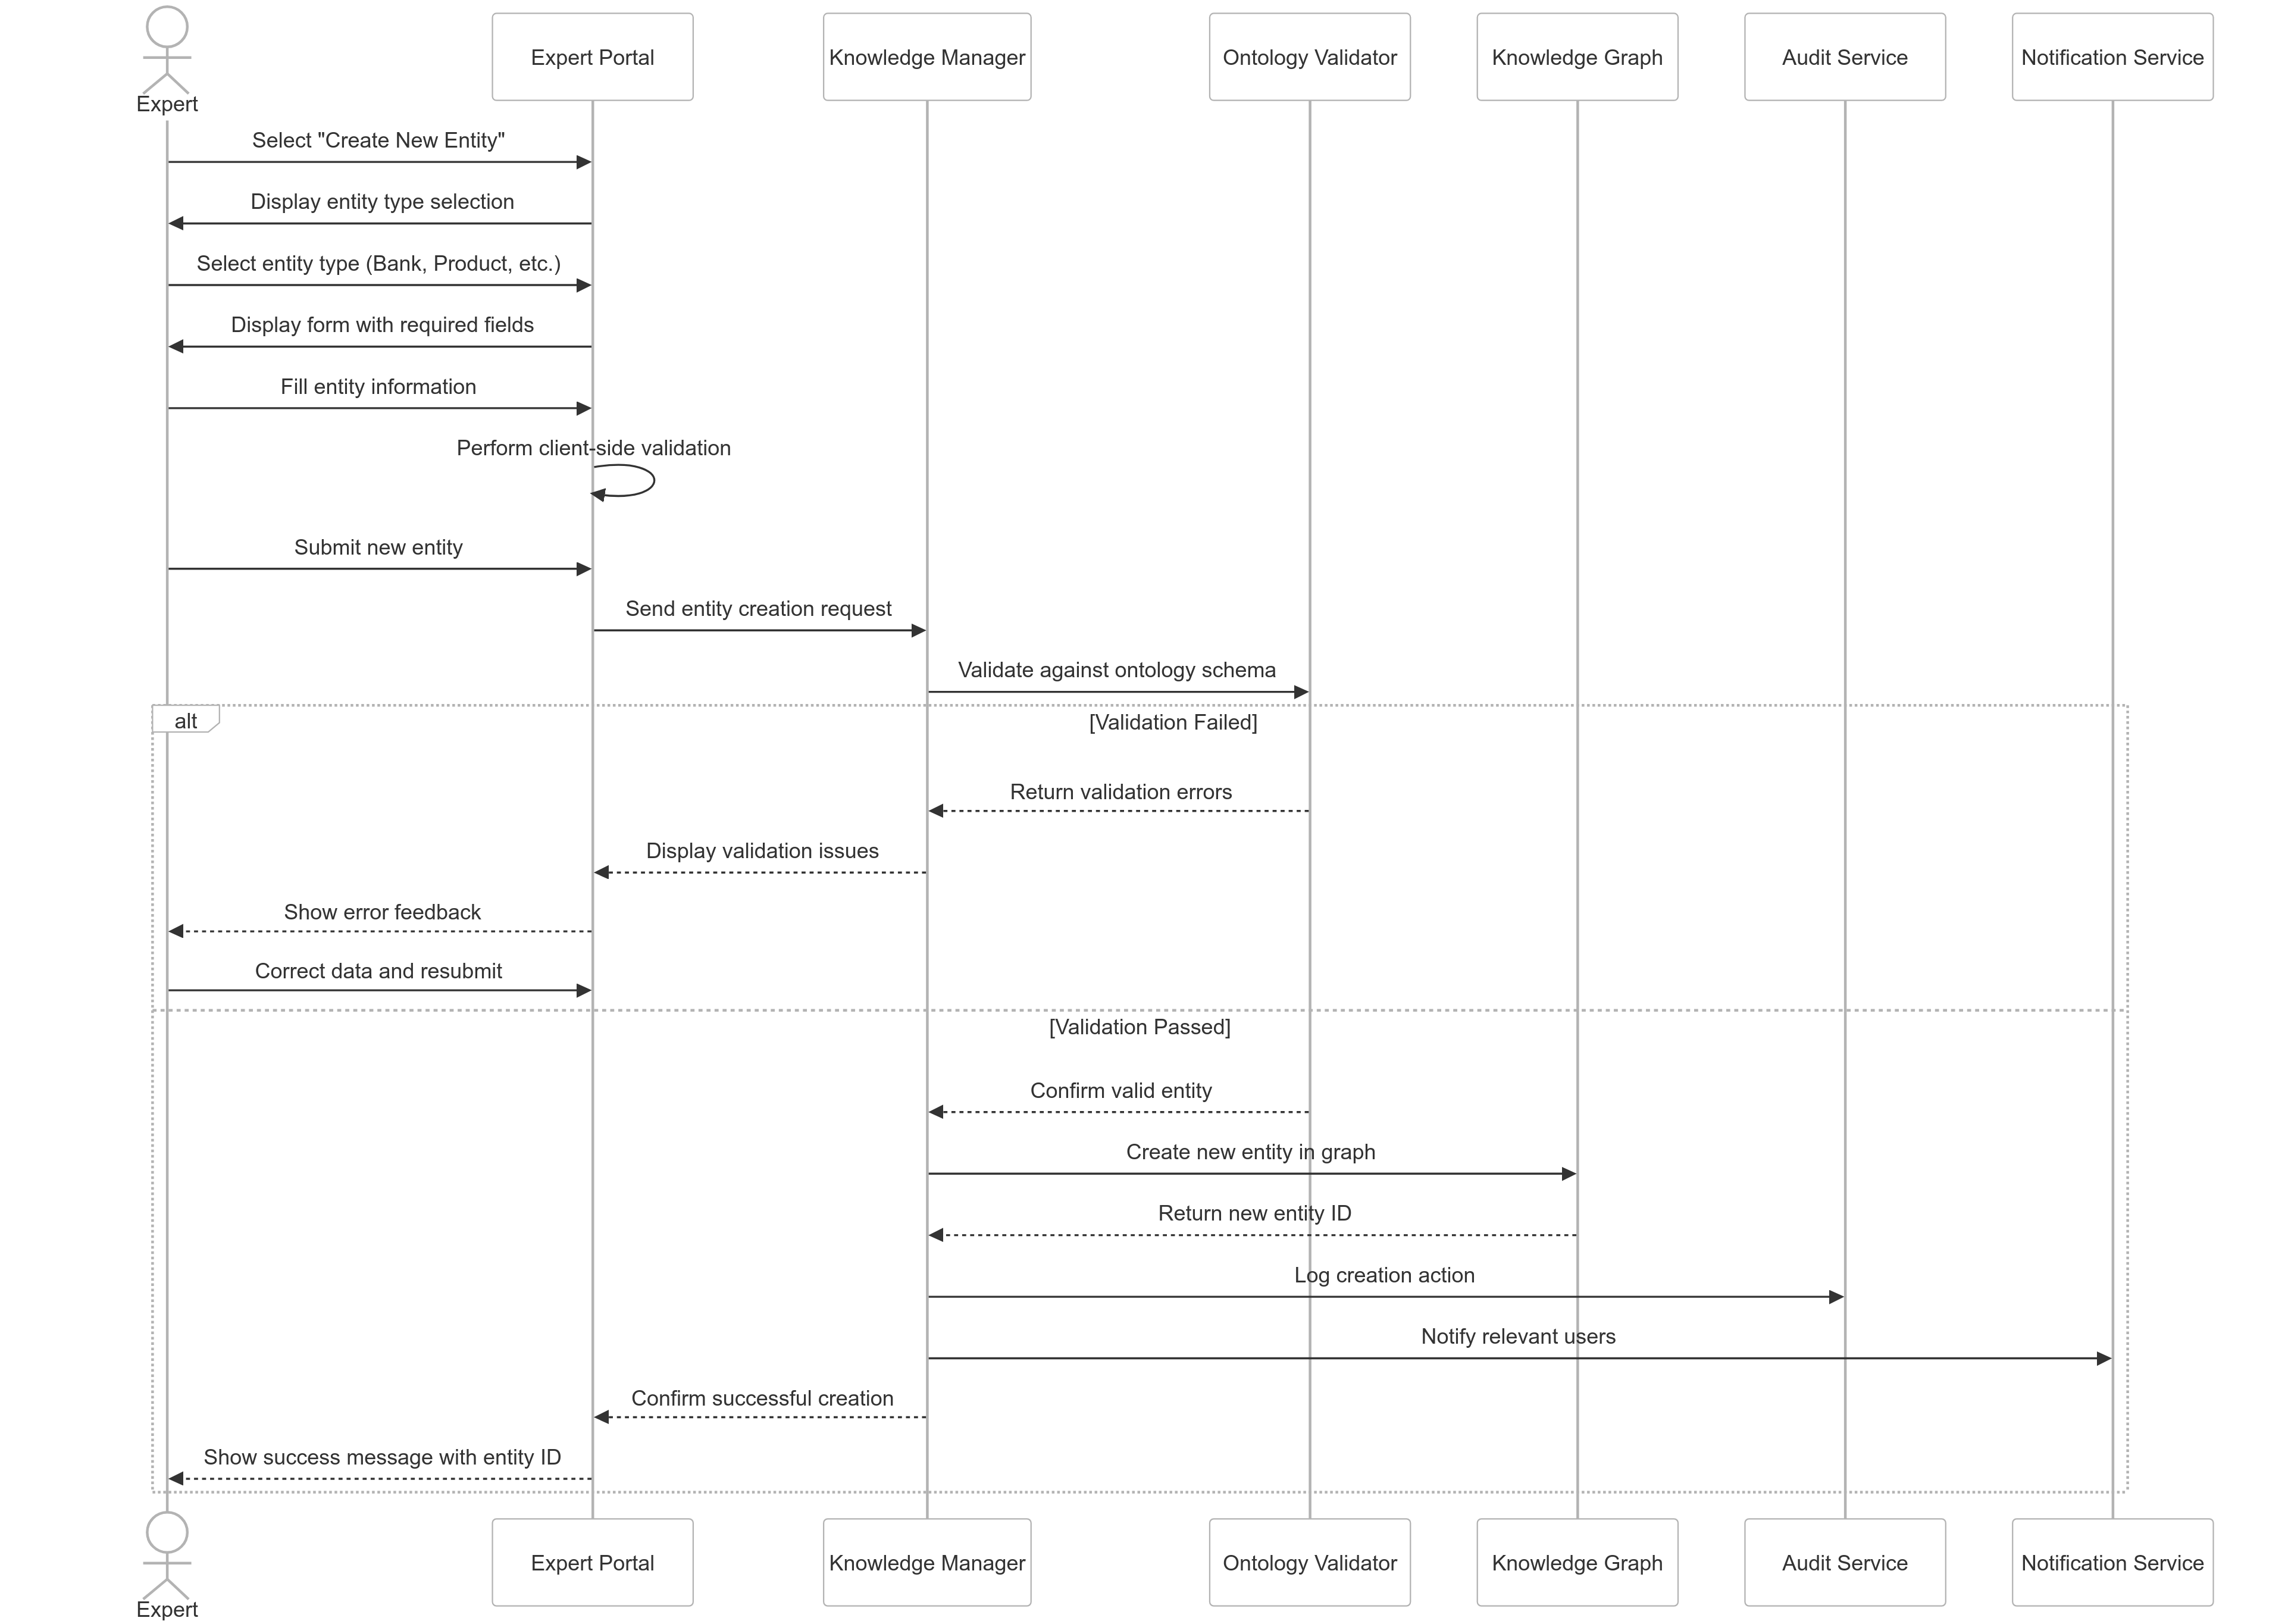 Expert
Expert Portal
Knowledge Manager
Ontology Validator
Knowledge Graph
Audit Service
Notification Service
Select "Create New Entity"
Display entity type selection
Select entity type (Bank, Product, etc.)
Display form with required fields
Fill entity information
Perform client-side validation
Submit new entity
Send entity creation request
Validate against ontology schema
alt
[Validation Failed]
Return validation errors
Display validation issues
Show error feedback
Correct data and resubmit
[Validation Passed]
Confirm valid entity
Create new entity in graph
Return new entity ID
Log creation action
Notify relevant users
Confirm successful creation
Show success message with entity ID
Expert
Expert Portal
Knowledge Manager
Ontology Validator
Knowledge Graph
Audit Service
Notification Service